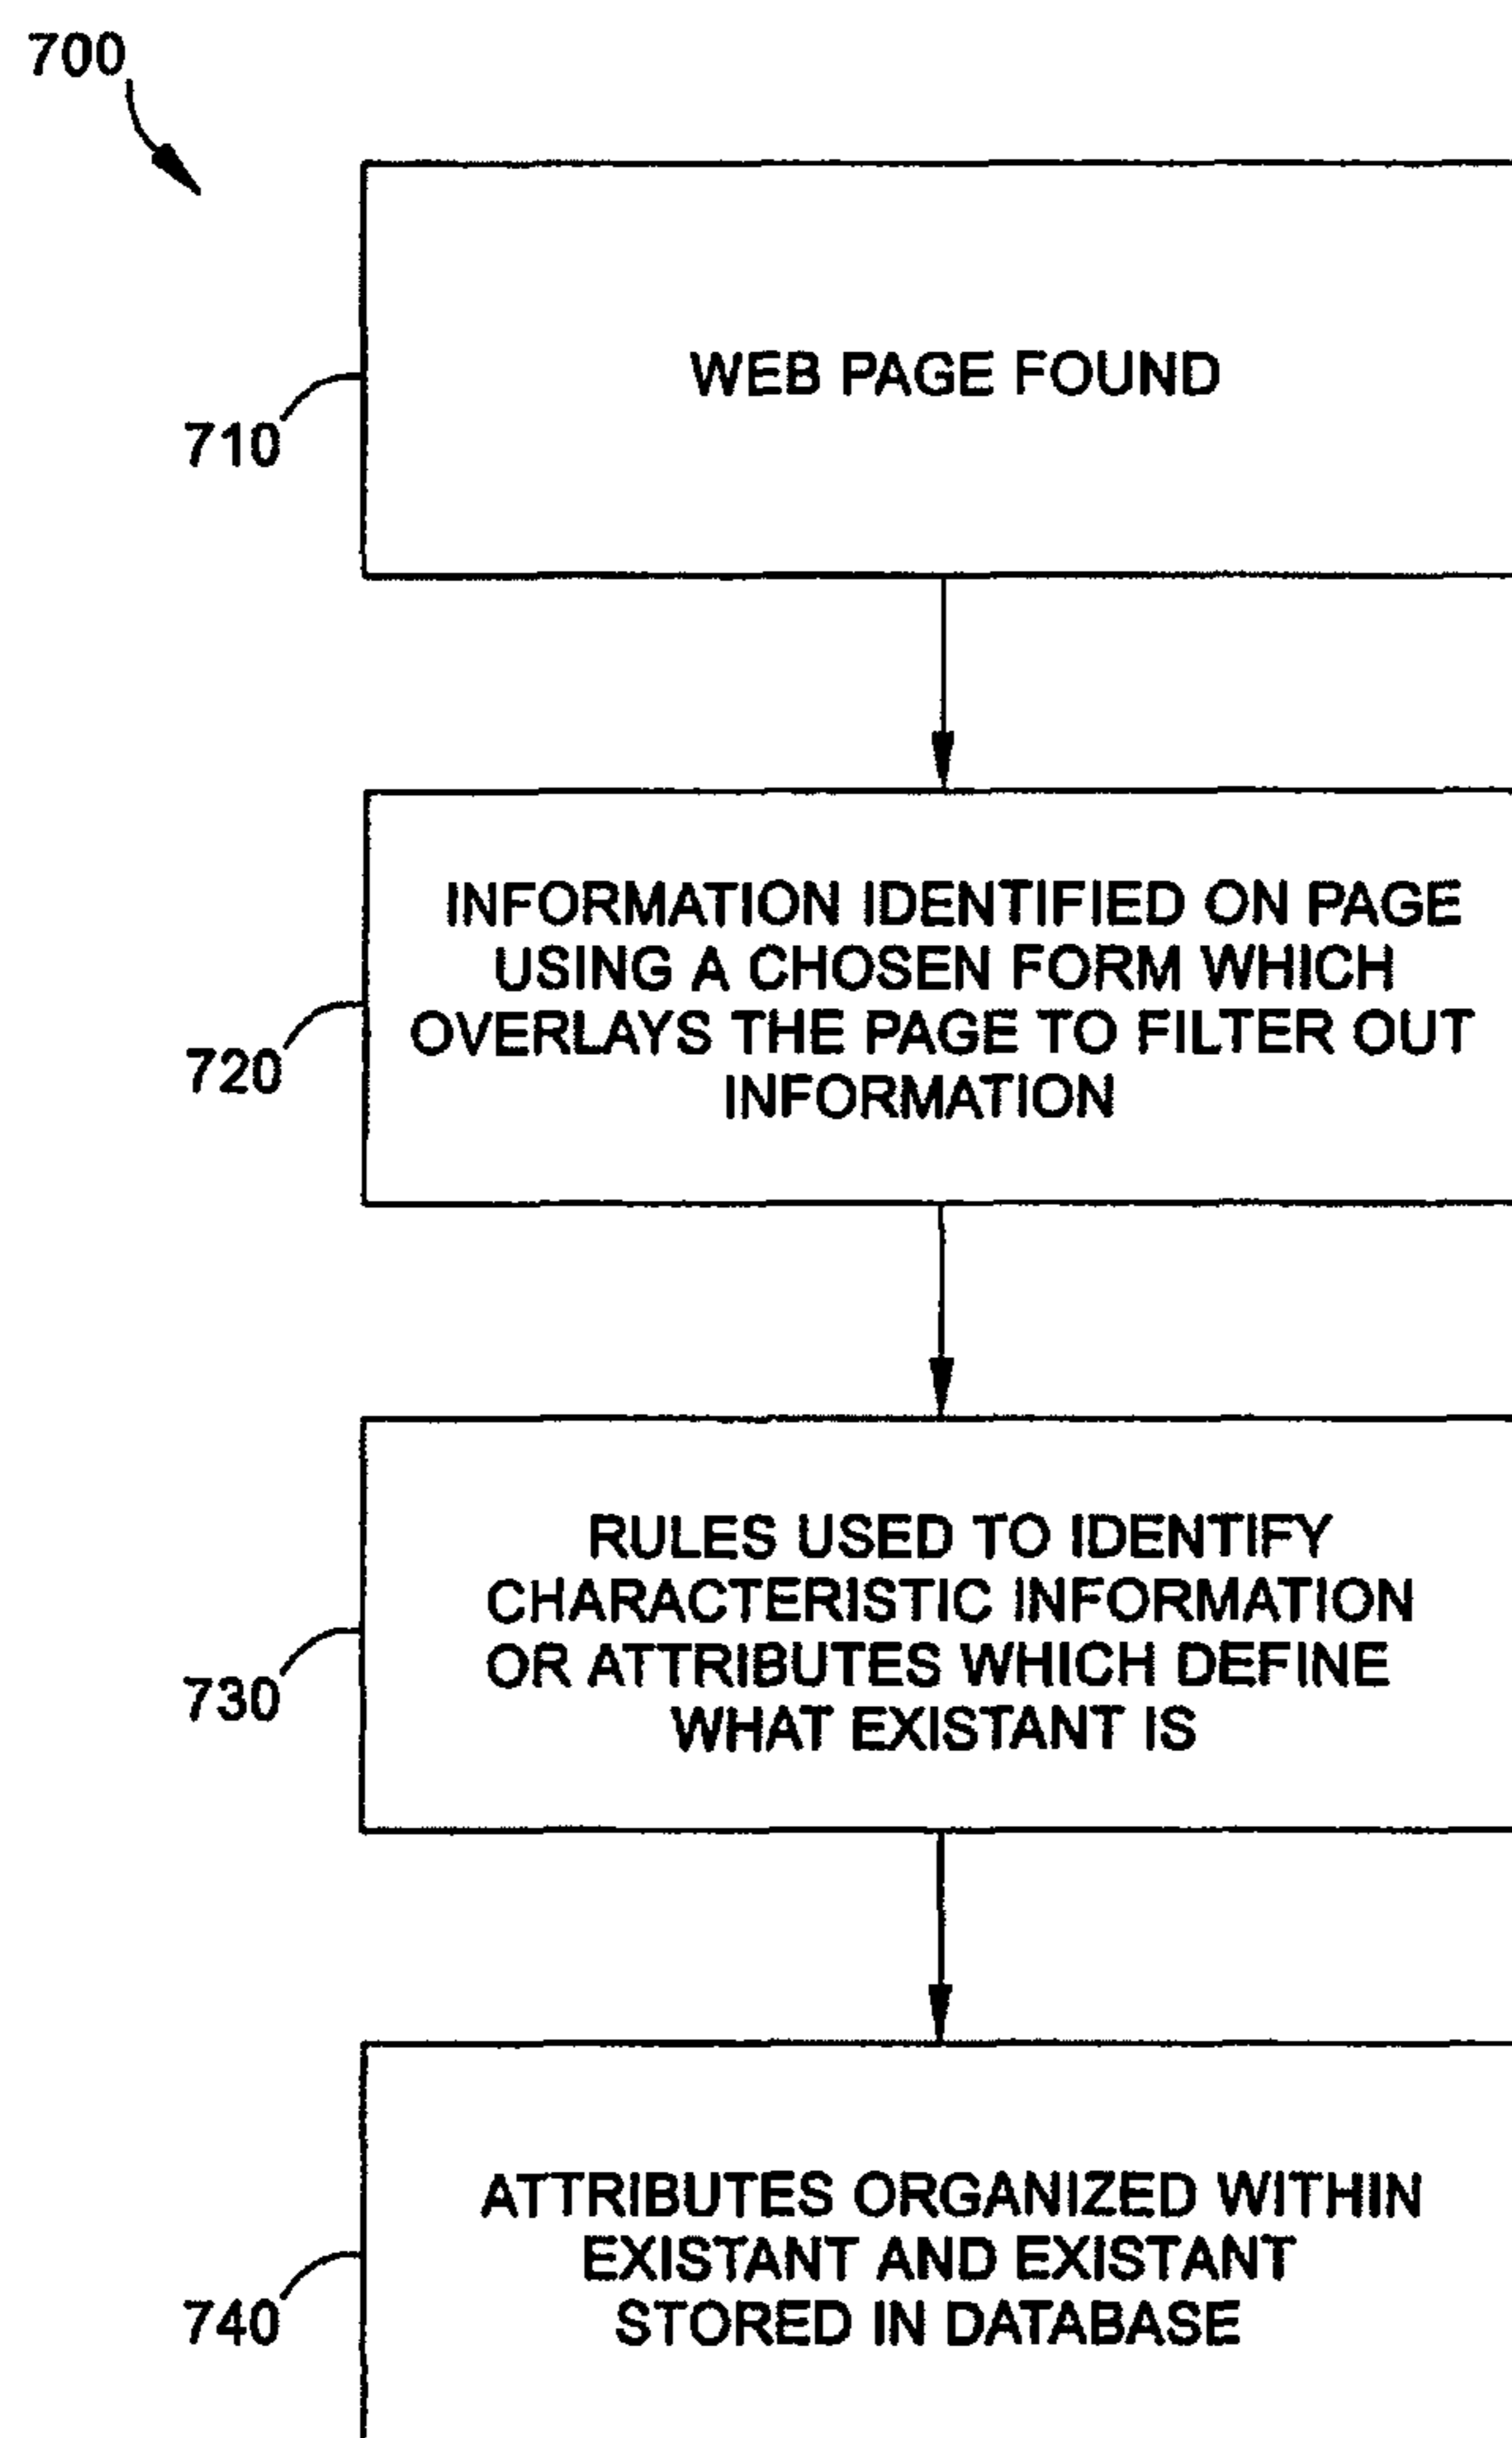 700
WEB PAGE FOUND
710
INFORMATION IDENTIFIED ON PAGE
USING A CHOSEN FORM WHICH
OVERLAYS THE PAGE TO FILTER OUT
INFORMATION
720
RULES USED TO IDENTIFY
CHARACTERISTIC INFORMATION
OR ATTRIBUTES WHICH DEFINE
WHAT EXISTANT IS
730
ATTRIBUTES ORGANIZED WITHIN
EXISTANT AND EXISTANT
STORED IN DATABASE
740